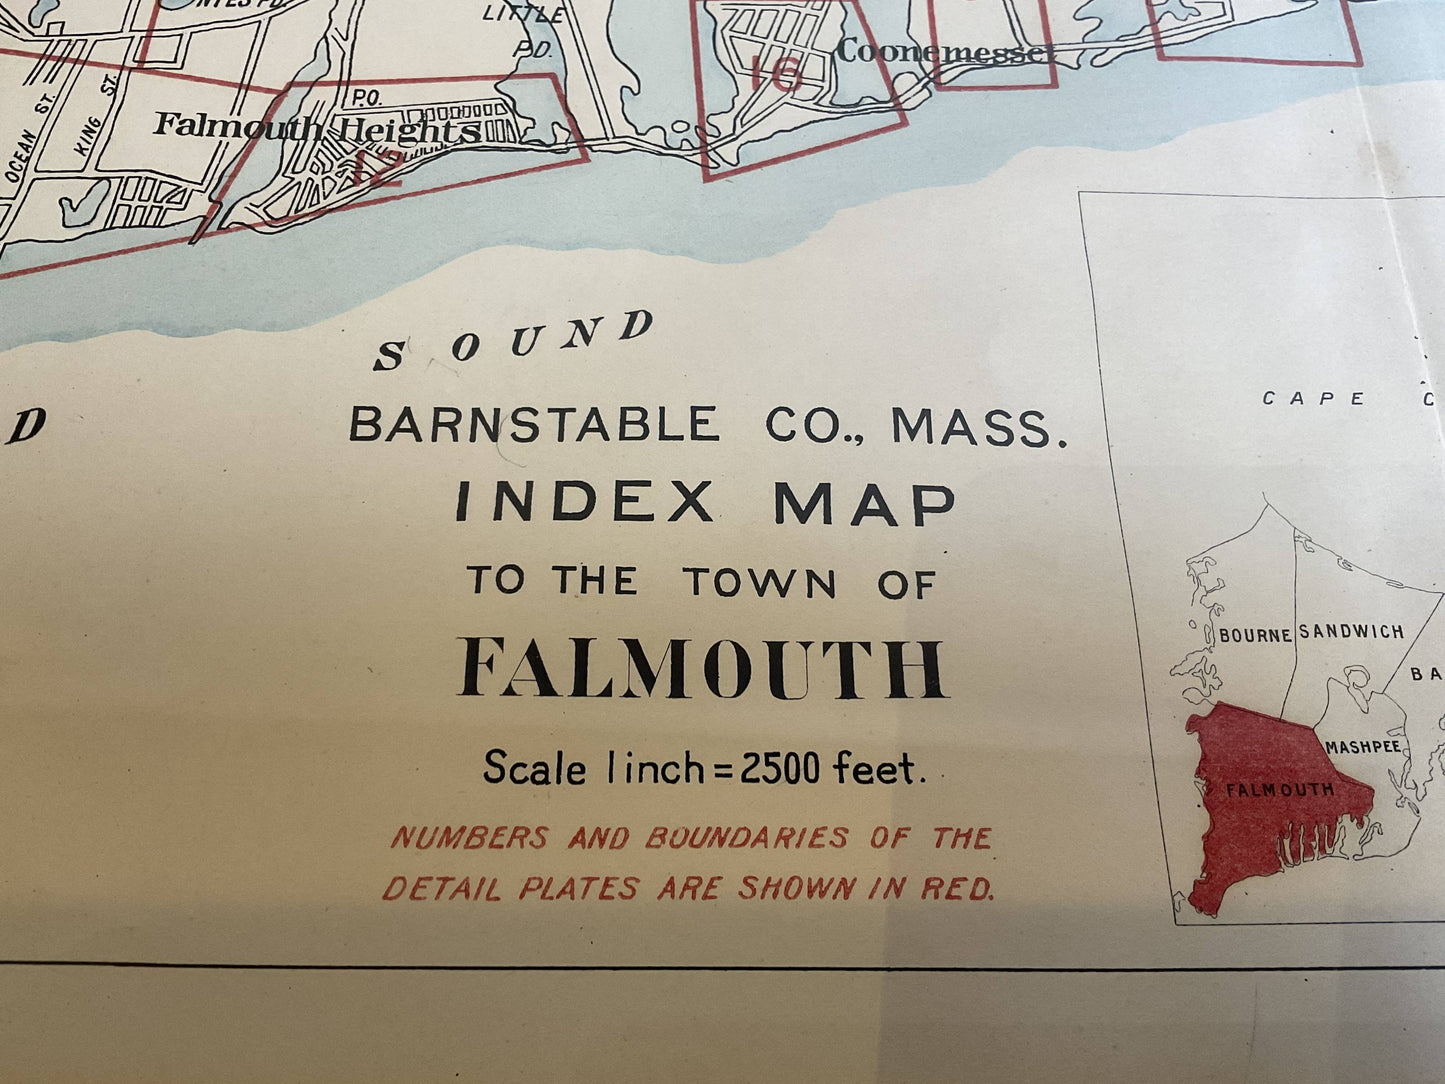 LITTLE
P.D.
Coonemesset
16
P.O.
Falmouth Heights
12
OCEAN ST.
KING ST.
SOUND
D
BARNSTABLE CO., MASS.
INDEX MAP
TO THE TOWN OF
FALMOUTH
Scale 1 inch = 2500 feet.
NUMBERS AND BOUNDARIES OF THE
DETAIL PLATES ARE SHOWN IN RED.
CAPE C
BOURNE
SANDWICH
BA
MASHPEE
FALMOUTH